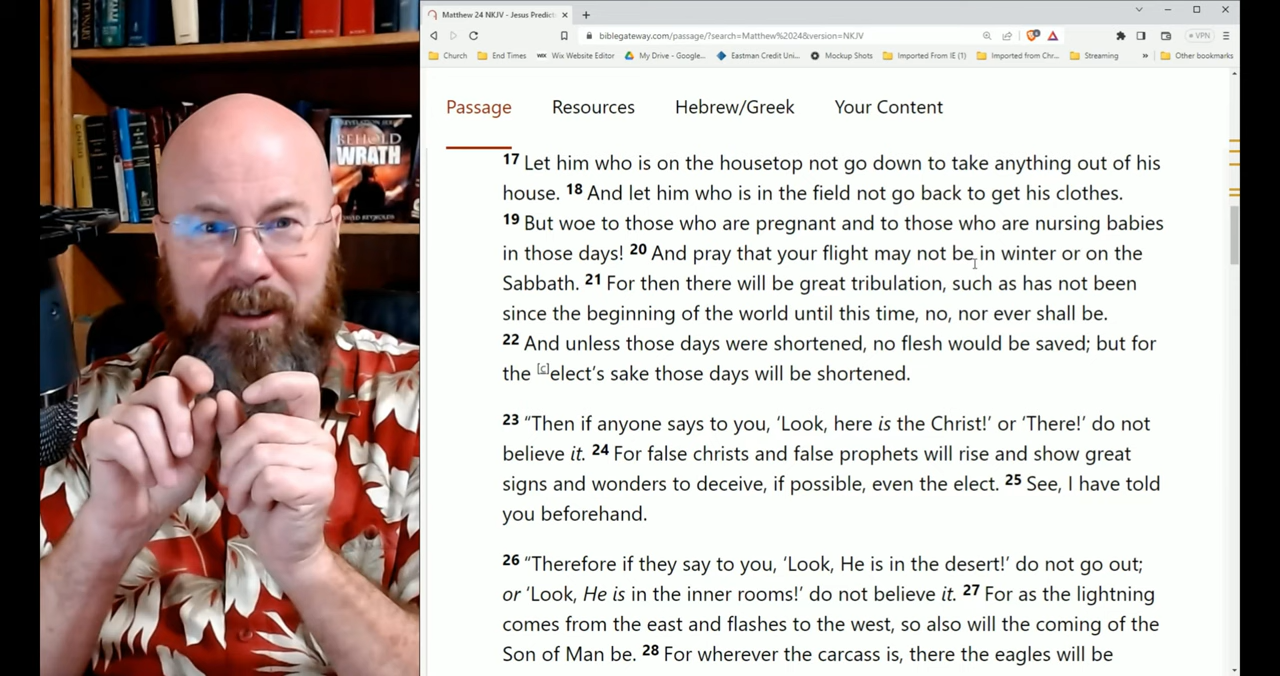 BEHOLD
WRATH
Matthew 24 NKJV - Jesus Predict
biblegateway.com/passage/?search=Matthew%2024&version=NKJV
VPN
Church End Times Wix Website Editor My Drive - Google... Eastman Credit Uni... Mockup Shots Imported From IE (1) Imported from Chr... Streaming » Other bookmarks
Passage Resources Hebrew/Greek Your Content
17 Let him who is on the housetop not go down to take anything out of his
house. 18 And let him who is in the field not go back to get his clothes.
19 But woe to those who are pregnant and to those who are nursing babies
in those days! 20 And pray that your flight may not be in winter or on the
Sabbath. 21 For then there will be great tribulation, such as has not been
since the beginning of the world until this time, no, nor ever shall be.
22 And unless those days were shortened, no flesh would be saved; but for
the [c]elect’s sake those days will be shortened.
23 “Then if anyone says to you, ‘Look, here is the Christ!’ or ‘There!’ do not
believe it. 24 For false christs and false prophets will rise and show great
signs and wonders to deceive, if possible, even the elect. 25 See, I have told
you beforehand.
26 “Therefore if they say to you, ‘Look, He is in the desert!’ do not go out;
or ‘Look, He is in the inner rooms!’ do not believe it. 27 For as the lightning
comes from the east and flashes to the west, so also will the coming of the
Son of Man be. 28 For wherever the carcass is, there the eagles will be